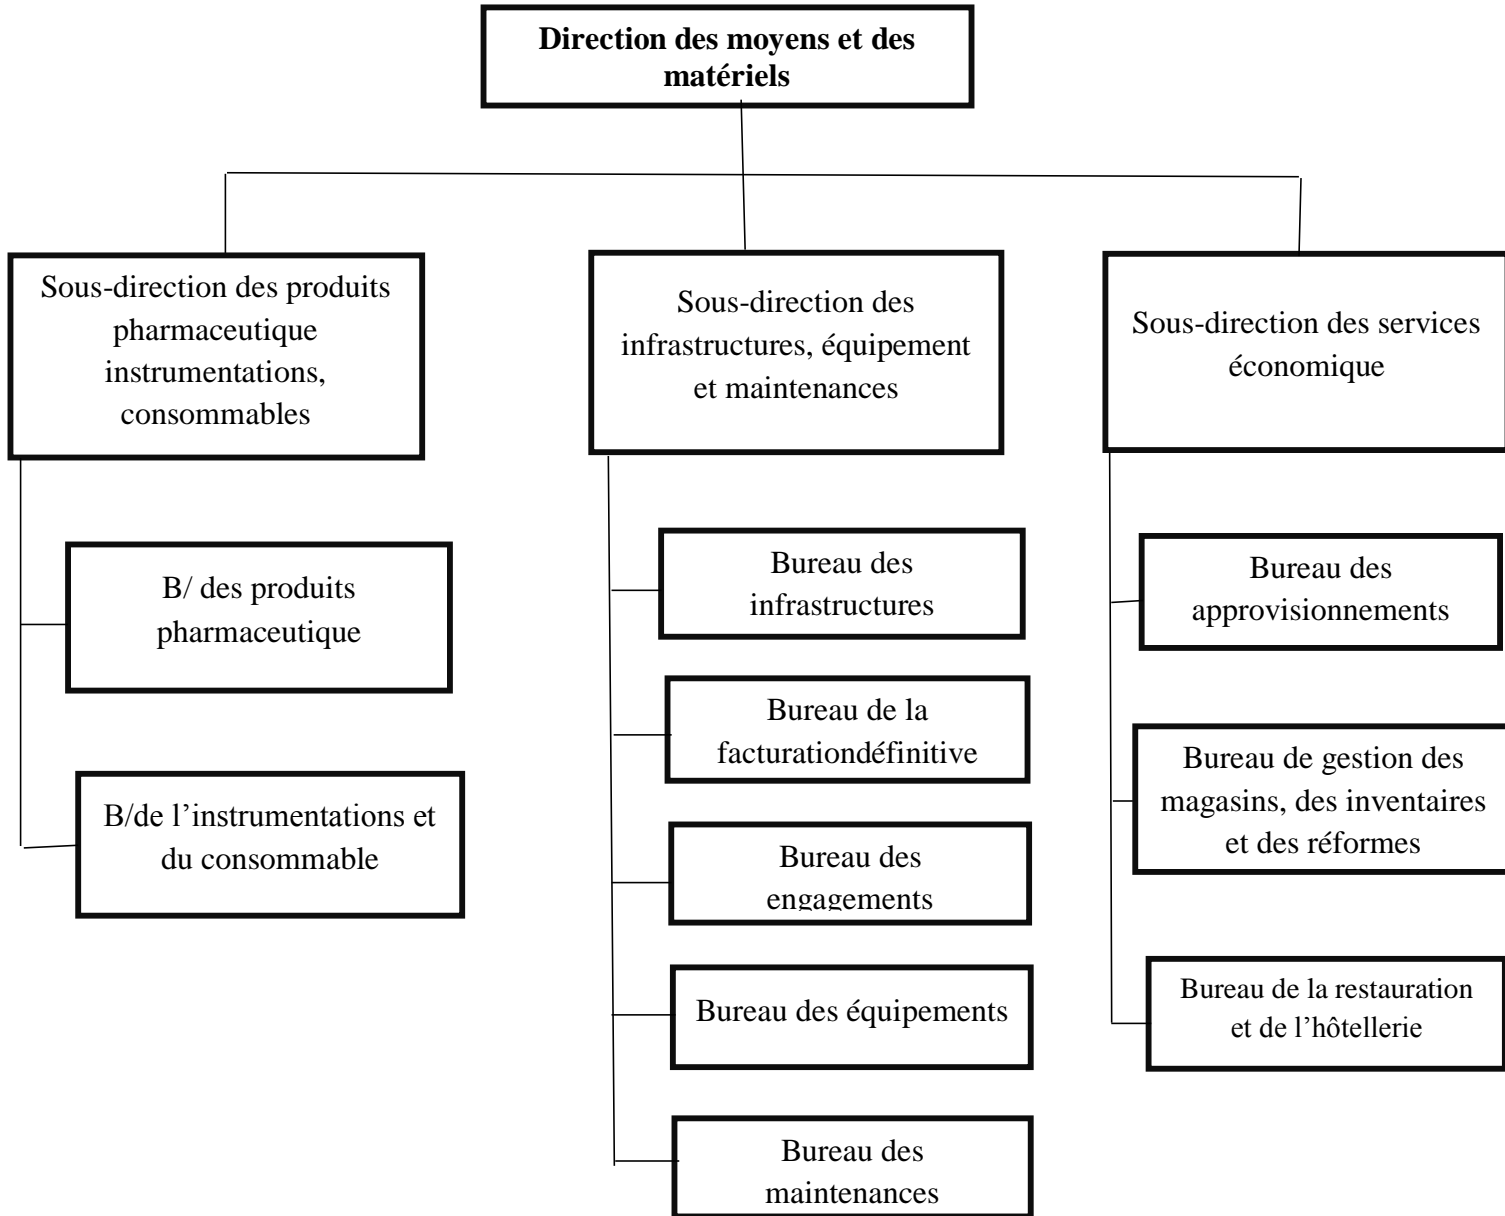 Direction des moyens et des
matériels
Sous-direction des produits
pharmaceutique
instrumentations,
consommables
B/ des produits
pharmaceutique
B/de l’instrumentations et
du consommable
Sous-direction des
infrastructures, équipement
et maintenances
Bureau des
infrastructures
Bureau de la
facturationdéfinitive
Bureau des
engagements
Bureau des équipements
Bureau des
maintenances
Sous-direction des services
économique
Bureau des
approvisionnements
Bureau de gestion des
magasins, des inventaires
et des réformes
Bureau de la restauration
et de l’hôtellerie